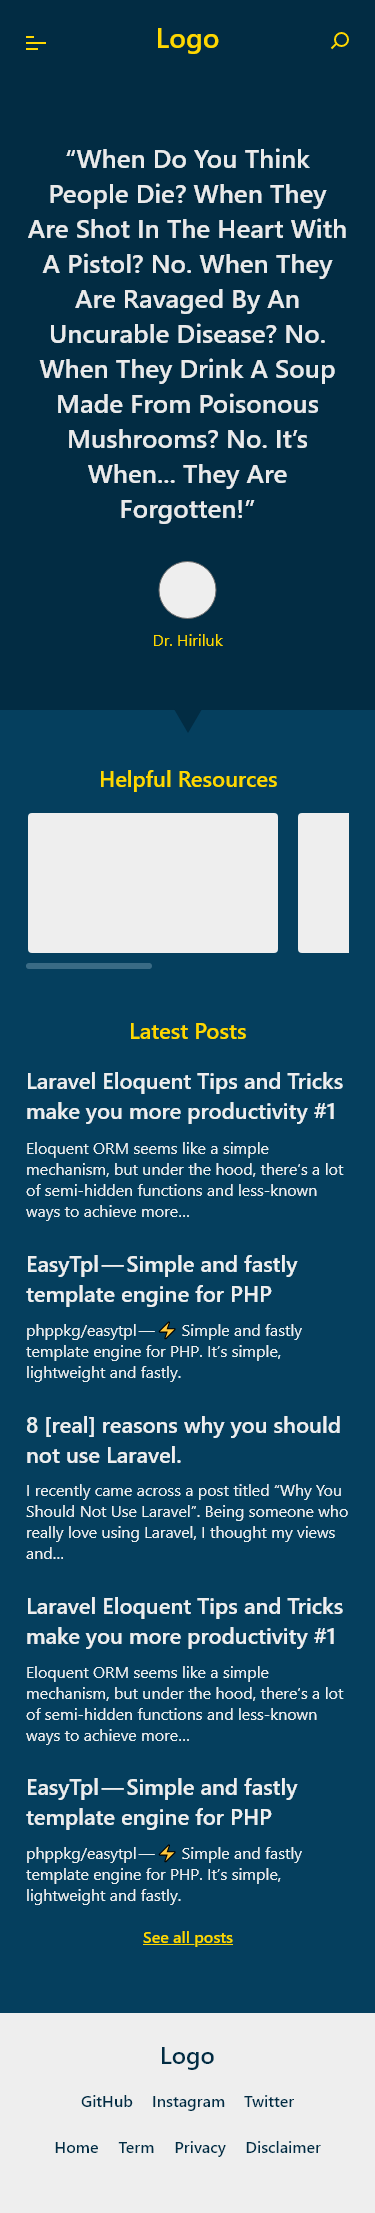 Logo
“When Do You Think
People Die? When They
Are Shot In The Heart With
A Pistol? No. When They
Are Ravaged By An
Uncurable Disease? No.
When They Drink A Soup
Made From Poisonous
Mushrooms? No. It’s
When... They Are
Forgotten!”
Dr. Hiriluk
Helpful Resources
Latest Posts
Laravel Eloquent Tips and Tricks
make you more productivity #1
Eloquent ORM seems like a simple
mechanism, but under the hood, there’s a lot
of semi-hidden functions and less-known
ways to achieve more...
EasyTpl — Simple and fastly
template engine for PHP
phppkg/easytpl — ⚡ Simple and fastly
template engine for PHP. It’s simple,
lightweight and fastly.
8 [real] reasons why you should
not use Laravel.
I recently came across a post titled “Why You
Should Not Use Laravel”. Being someone who
really love using Laravel, I thought my views
and...
Laravel Eloquent Tips and Tricks
make you more productivity #1
Eloquent ORM seems like a simple
mechanism, but under the hood, there’s a lot
of semi-hidden functions and less-known
ways to achieve more...
EasyTpl — Simple and fastly
template engine for PHP
phppkg/easytpl — ⚡ Simple and fastly
template engine for PHP. It’s simple,
lightweight and fastly.
See all posts
Logo
GitHub Instagram Twitter
Home Term Privacy Disclaimer